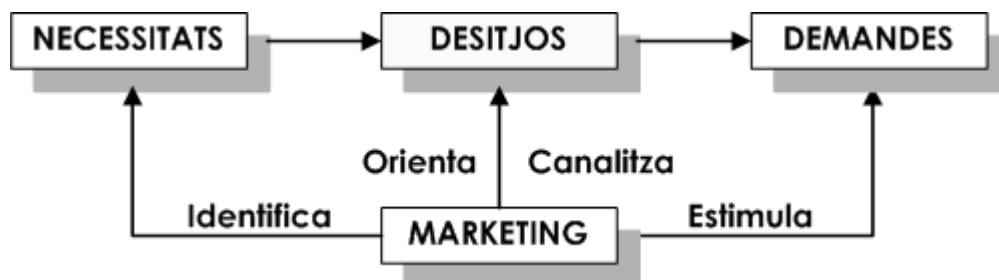 NECESSITATS DESITJOS DEMANDES
Orienta Canalitza
Identifica Estimula
MARKETING